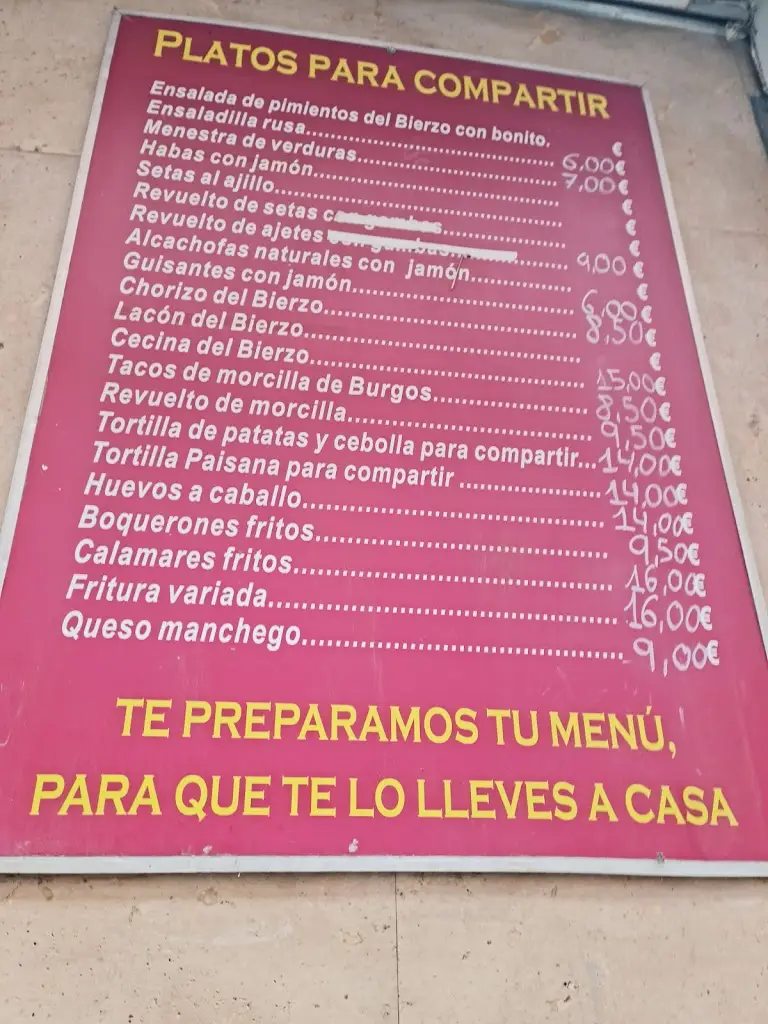 PLATOS PARA COMPARTIR
Ensalada de pimientos del Bierzo con bonito. €
Ensaladilla rusa.................... 6,00€
Menestra de verduras.................... 7,00€
Habas con jamón.................... €
Setas al ajillo.................... €
Revuelto de setas .................... €
Revuelto de ajetes .................... 9,00€
Alcachofas naturales con jamón.................... €
Guisantes con jamón.................... 6,00€
Chorizo del Bierzo.................... 8,50€
Lacón del Bierzo.................... €
Cecina del Bierzo.................... 15,00€
Tacos de morcilla de Burgos.................... 8,50€
Revuelto de morcilla.................... 9,50€
Tortilla de patatas y cebolla para compartir... 14,00€
Tortilla Paisana para compartir .................... 14,00€
Huevos a caballo.................... 14,00€
Boquerones fritos.................... 9,50€
Calamares fritos.................... 16,00€
Fritura variada.................... 16,00€
Queso manchego.................... 9,00€
TE PREPARAMOS TU MENÚ,
PARA QUE TE LO LLEVES A CASA